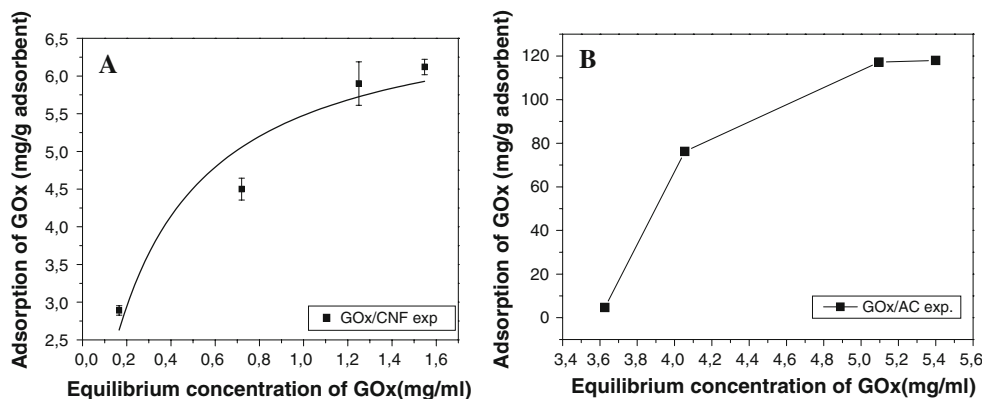 A
Adsorption of GOx (mg/g adsorbent)
6,5
6,0
5,5
5,0
4,5
4,0
3,5
3,0
2,5
0,0 0,2 0,4 0,6 0,8 1,0 1,2 1,4 1,6
Equilibrium concentration of GOx(mg/ml)
GOx/CNF exp
B
Adsorption of GOx (mg/g adsorbent)
120
100
80
60
40
20
0
3,4 3,6 3,8 4,0 4,2 4,4 4,6 4,8 5,0 5,2 5,4 5,6
Equilibrium concentration of GOx(mg/ml)
GOx/AC exp.